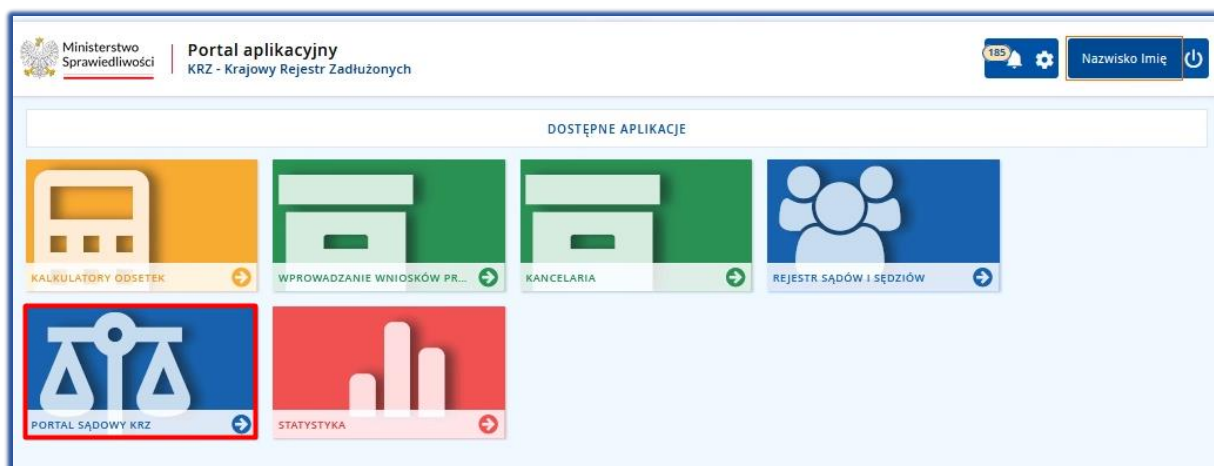 Ministerstwo
Sprawiedliwości
Portal aplikacyjny
KRZ - Krajowy Rejestr Zadłużonych
185
Nazwisko Imię
DOSTĘPNE APLIKACJE
KALKULATORY ODSETEK
WPROWADZANIE WNIOSKÓW PR...
KANCELARIA
REJESTR SĄDÓW I SĘDZIÓW
PORTAL SĄDOWY KRZ
STATYSTYKA